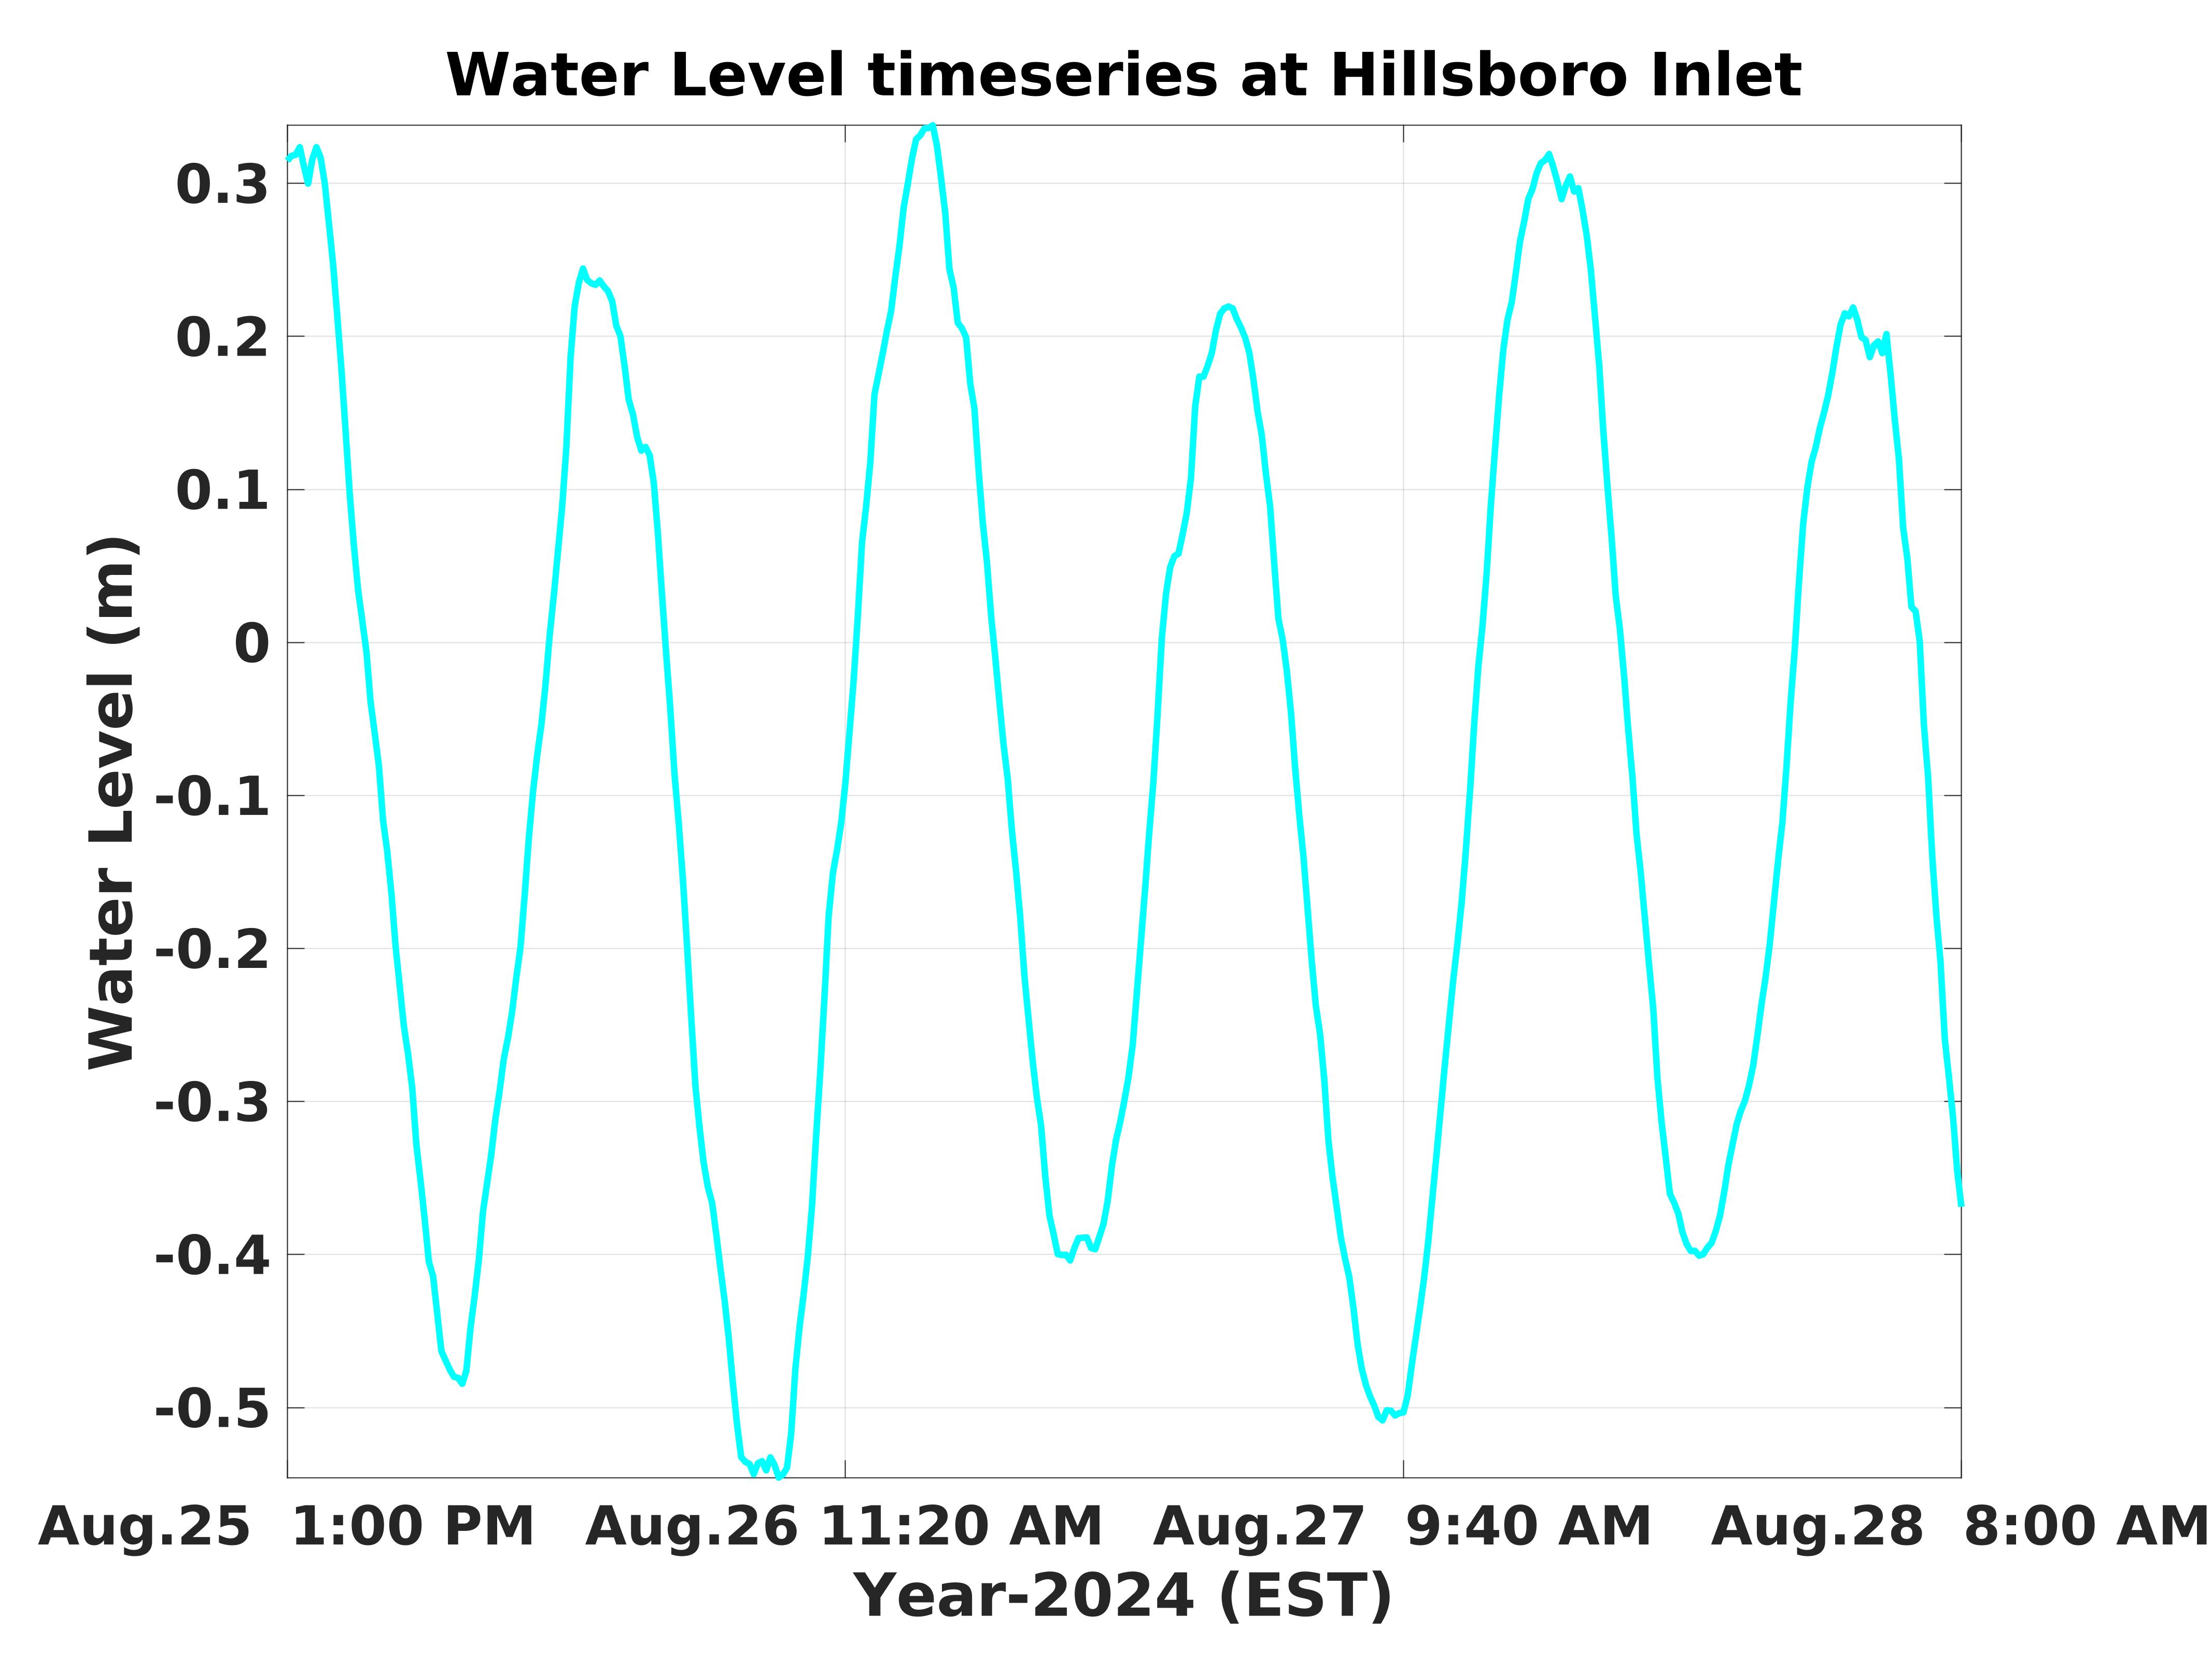 Water Level timeseries at Hillsboro Inlet
0.3
0.2
0.1
0
-0.1
-0.2
-0.3
-0.4
-0.5
Water Level (m)
Aug.25 1:00 PM Aug.26 11:20 AM Aug.27 9:40 AM Aug.28 8:00 AM
Year-2024 (EST)